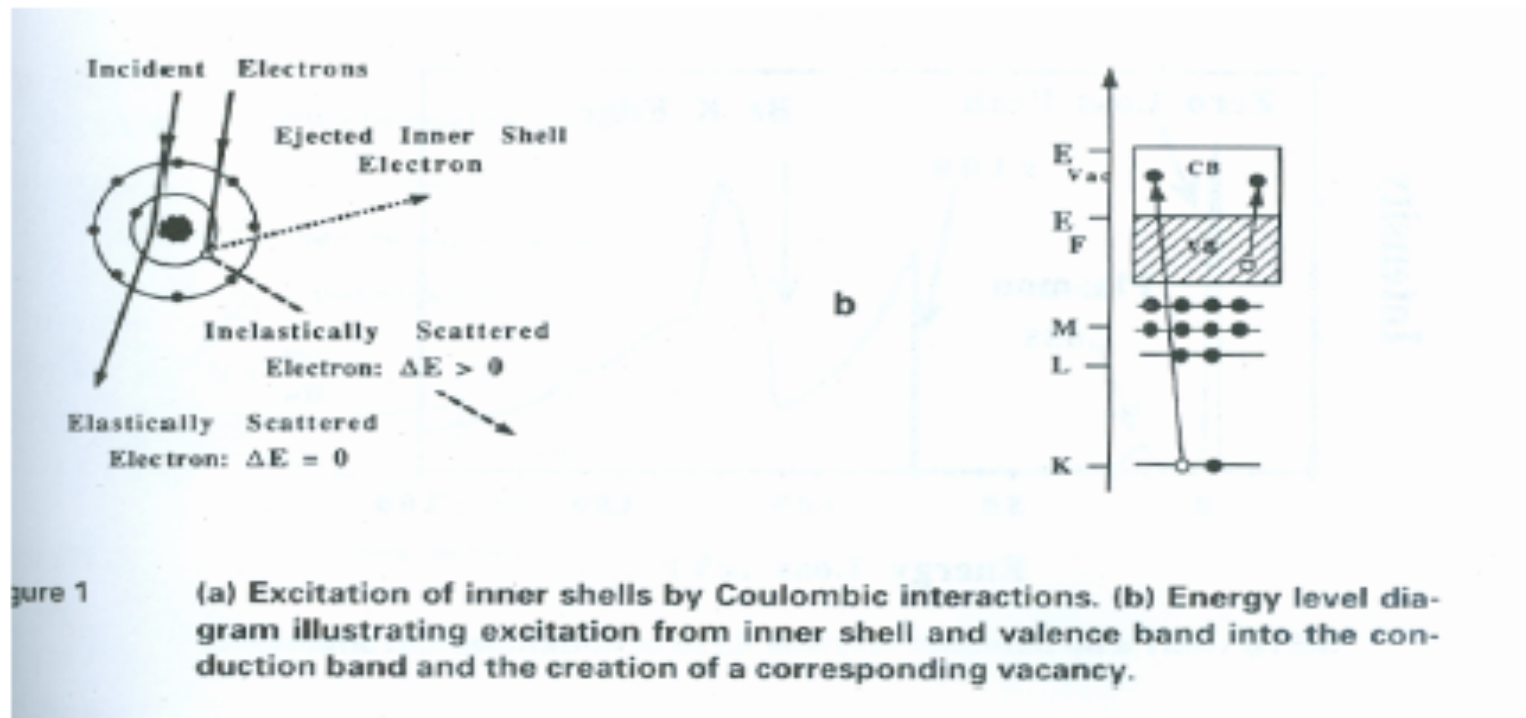 Incident Electrons
Ejected Inner Shell
Electron
Inelastically Scattered
Electron: ΔE > 0
Elastically Scattered
Electron: ΔE = 0
b
E Vac
E F
M
L
K
CB
VB
gure 1 (a) Excitation of inner shells by Coulombic interactions. (b) Energy level dia-
gram illustrating excitation from inner shell and valence band into the con-
duction band and the creation of a corresponding vacancy.